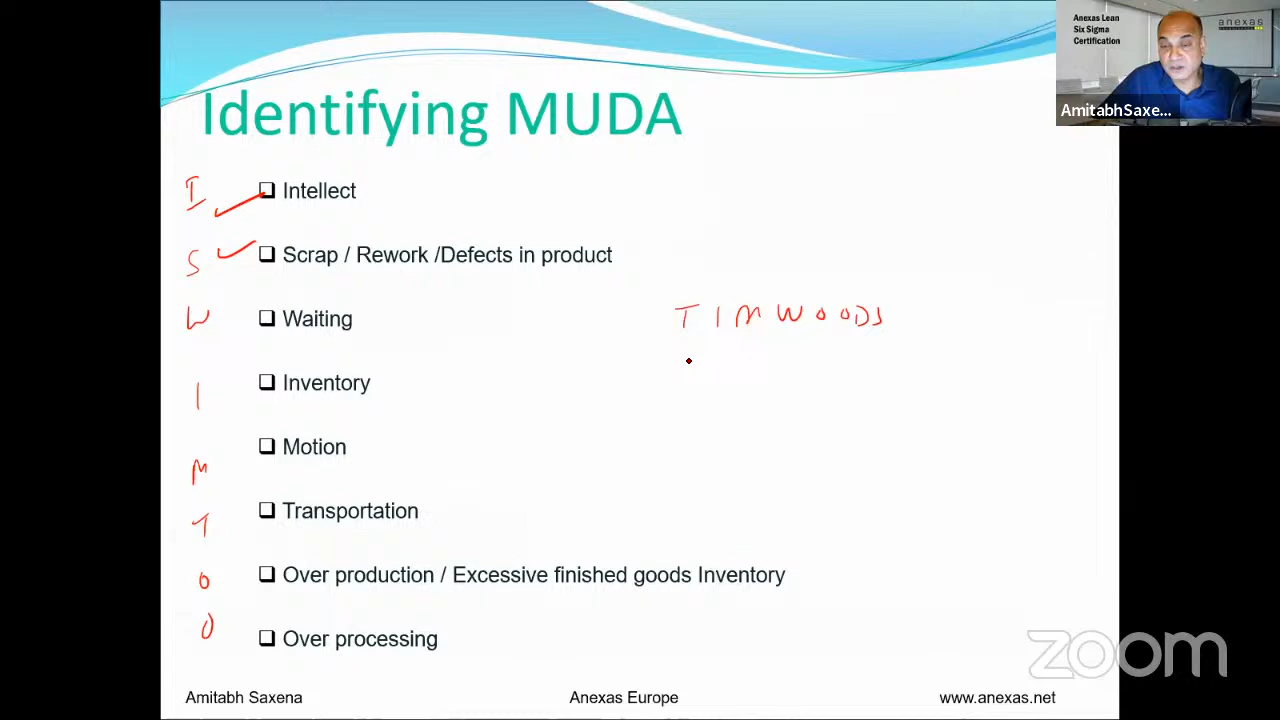 Anexas Lean
Six Sigma
Certification
anexas
AmitabhSaxe...
Identifying MUDA
I Intellect
S Scrap / Rework /Defects in product
W Waiting
TIMWOODS
I Inventory
M Motion
T Transportation
O Over production / Excessive finished goods Inventory
O Over processing
zoom
Amitabh Saxena Anexas Europe www.anexas.net